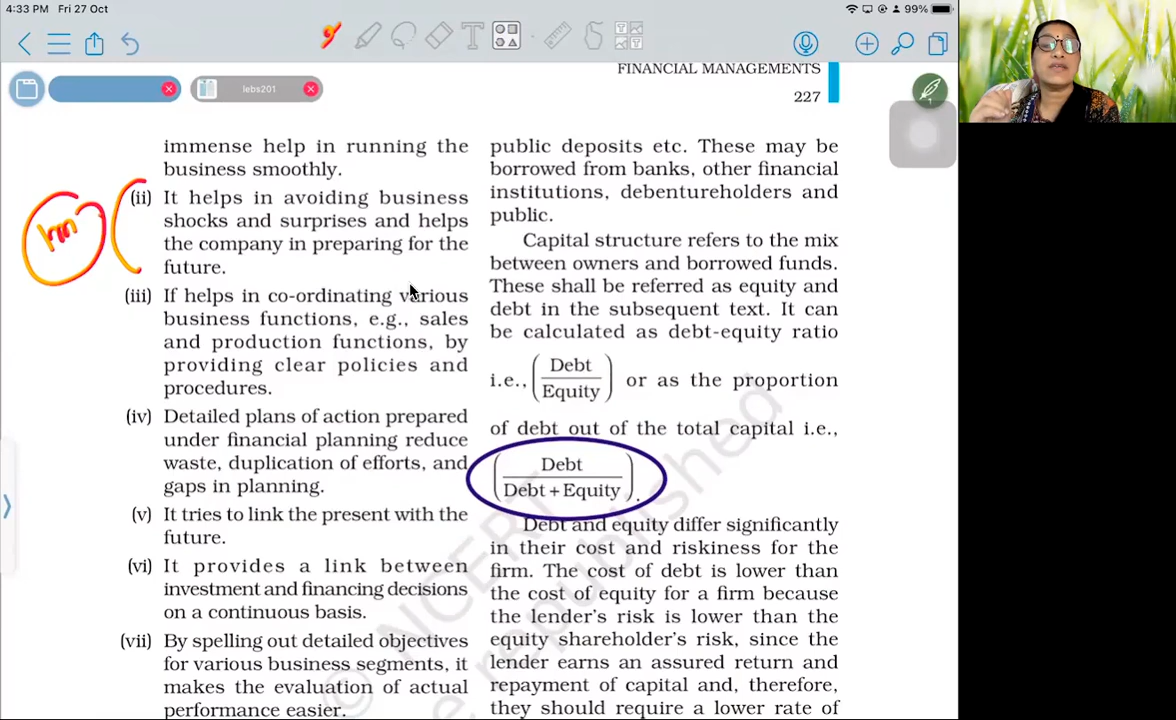 4:33 PM Fri 27 Oct
99%
lebs201
FINANCIAL MANAGEMENTS
227
immense help in running the
business smoothly.
(ii) It helps in avoiding business
shocks and surprises and helps
the company in preparing for the
future.
(iii) If helps in co-ordinating various
business functions, e.g., sales
and production functions, by
providing clear policies and
procedures.
(iv) Detailed plans of action prepared
under financial planning reduce
waste, duplication of efforts, and
gaps in planning.
(v) It tries to link the present with the
future.
(vi) It provides a link between
investment and financing decisions
on a continuous basis.
(vii) By spelling out detailed objectives
for various business segments, it
makes the evaluation of actual
performance easier.
public deposits etc. These may be
borrowed from banks, other financial
institutions, debentureholders and
public.
Capital structure refers to the mix
between owners and borrowed funds.
These shall be referred as equity and
debt in the subsequent text. It can
be calculated as debt-equity ratio
i.e., (Debt/Equity) or as the proportion
of debt out of the total capital i.e.,
(Debt/Debt + Equity).
Debt and equity differ significantly
in their cost and riskiness for the
firm. The cost of debt is lower than
the cost of equity for a firm because
the lender's risk is lower than the
equity shareholder's risk, since the
lender earns an assured return and
repayment of capital and, therefore,
they should require a lower rate of
© NCERT
be republished